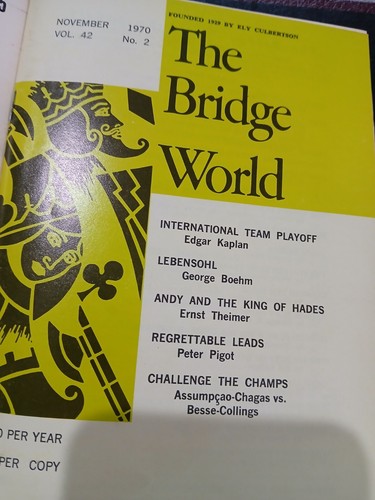 FOUNDED 1929 BY ELY CULBERTSON
NOVEMBER 1970
VOL. 42 No. 2
The
Bridge
World
INTERNATIONAL TEAM PLAYOFF
Edgar Kaplan
LEBENSOHL
George Boehm
ANDY AND THE KING OF HADES
Ernst Theimer
REGRETTABLE LEADS
Peter Pigot
CHALLENGE THE CHAMPS
Assumpçao-Chagas vs.
Besse-Collings
PER YEAR
PER COPY